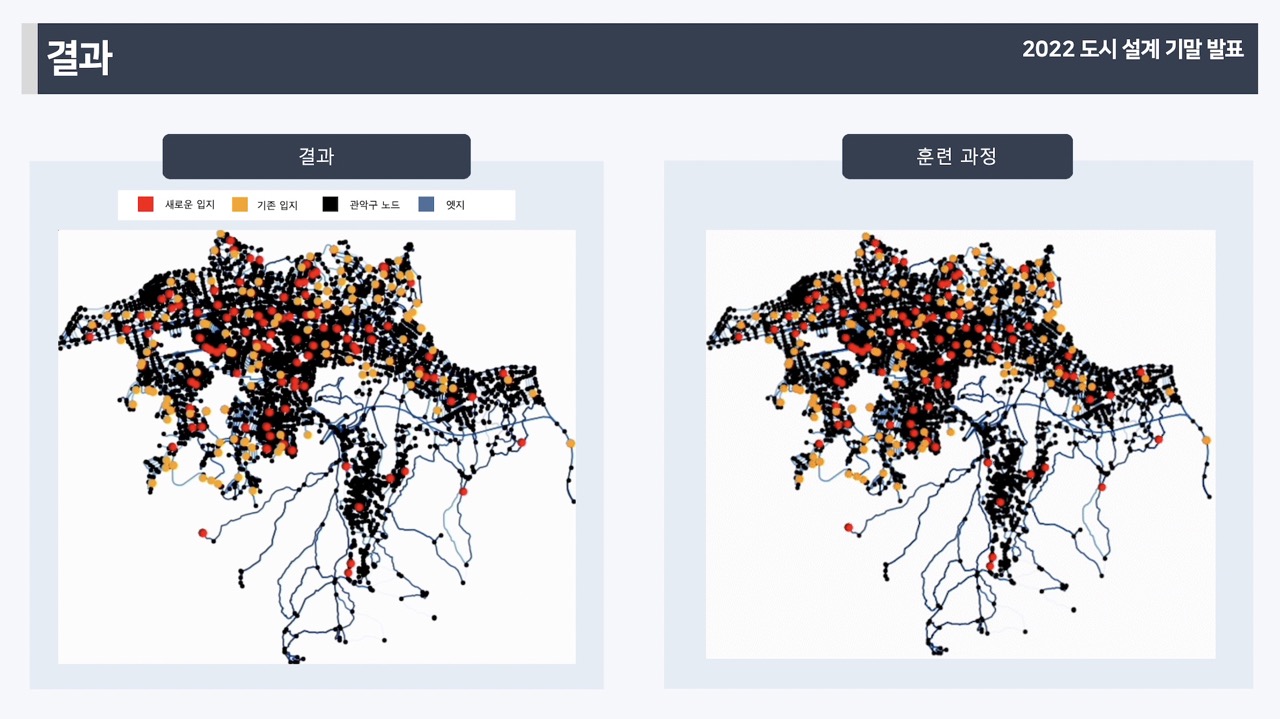 결과
2022 도시 설계 기말 발표
결과
훈련 과정
새로운 입지
기존 입지
관악구 노드
엣지